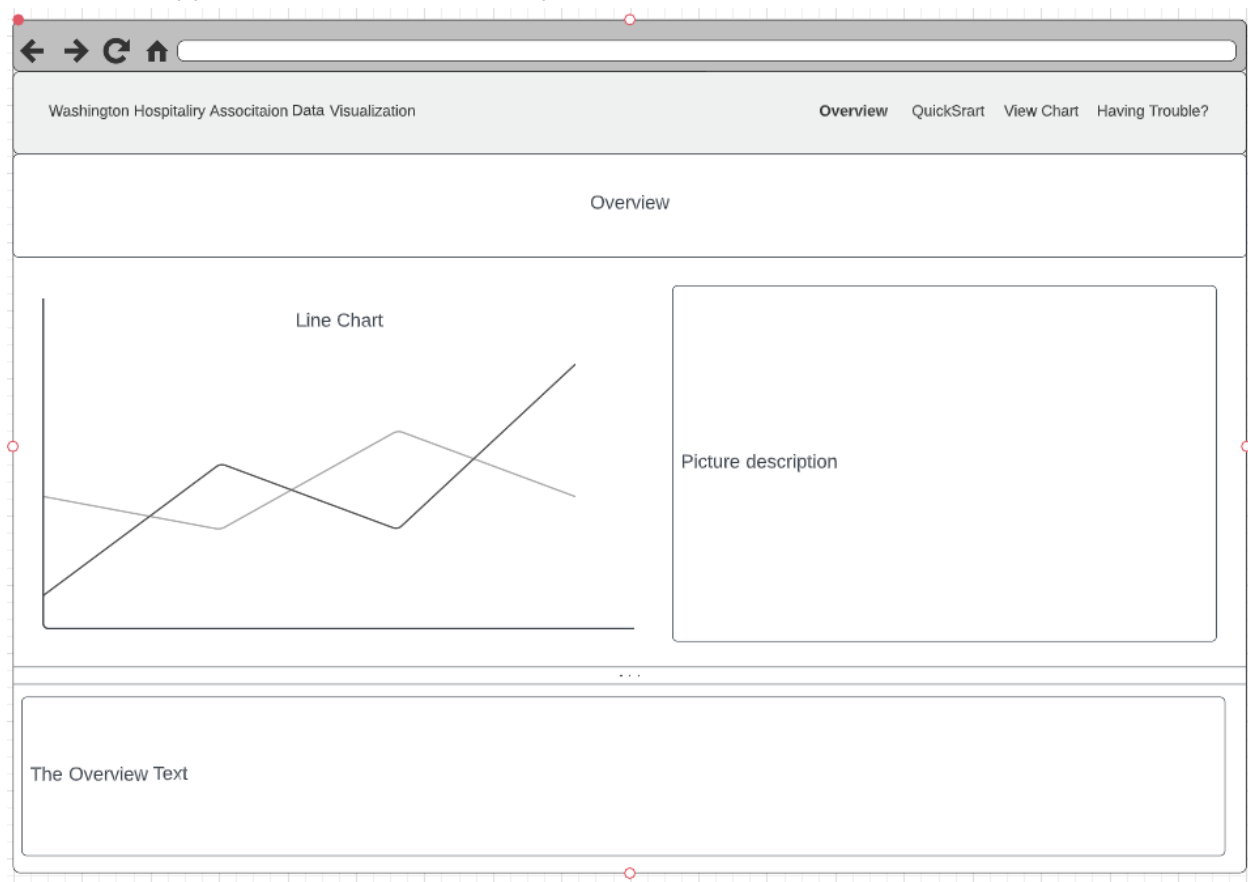 Washington Hospitaliry Associtaion Data Visualization
Overview QuickSrart View Chart Having Trouble?
Overview
Line Chart
Picture description
The Overview Text